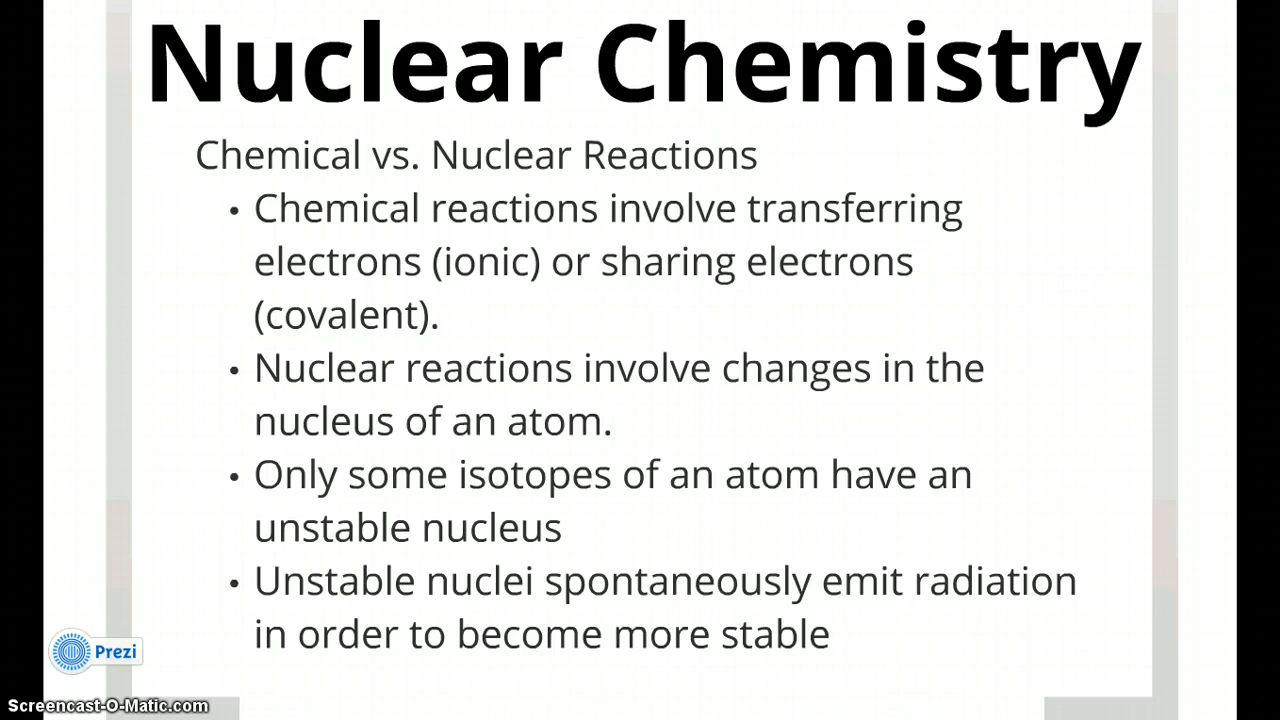 Nuclear Chemistry
Chemical vs. Nuclear Reactions
• Chemical reactions involve transferring
electrons (ionic) or sharing electrons
(covalent).
• Nuclear reactions involve changes in the
nucleus of an atom.
• Only some isotopes of an atom have an
unstable nucleus
• Unstable nuclei spontaneously emit radiation
in order to become more stable
Prezi
Screencast-O-Matic.com